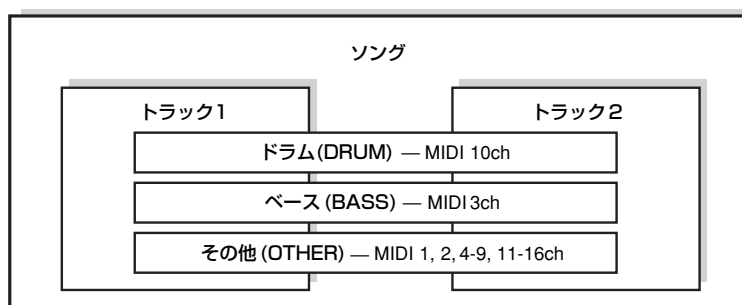 ソング
トラック1 トラック2
ドラム(DRUM) — MIDI 10ch
ベース(BASS) — MIDI 3ch
その他(OTHER) — MIDI 1, 2, 4-9, 11-16ch